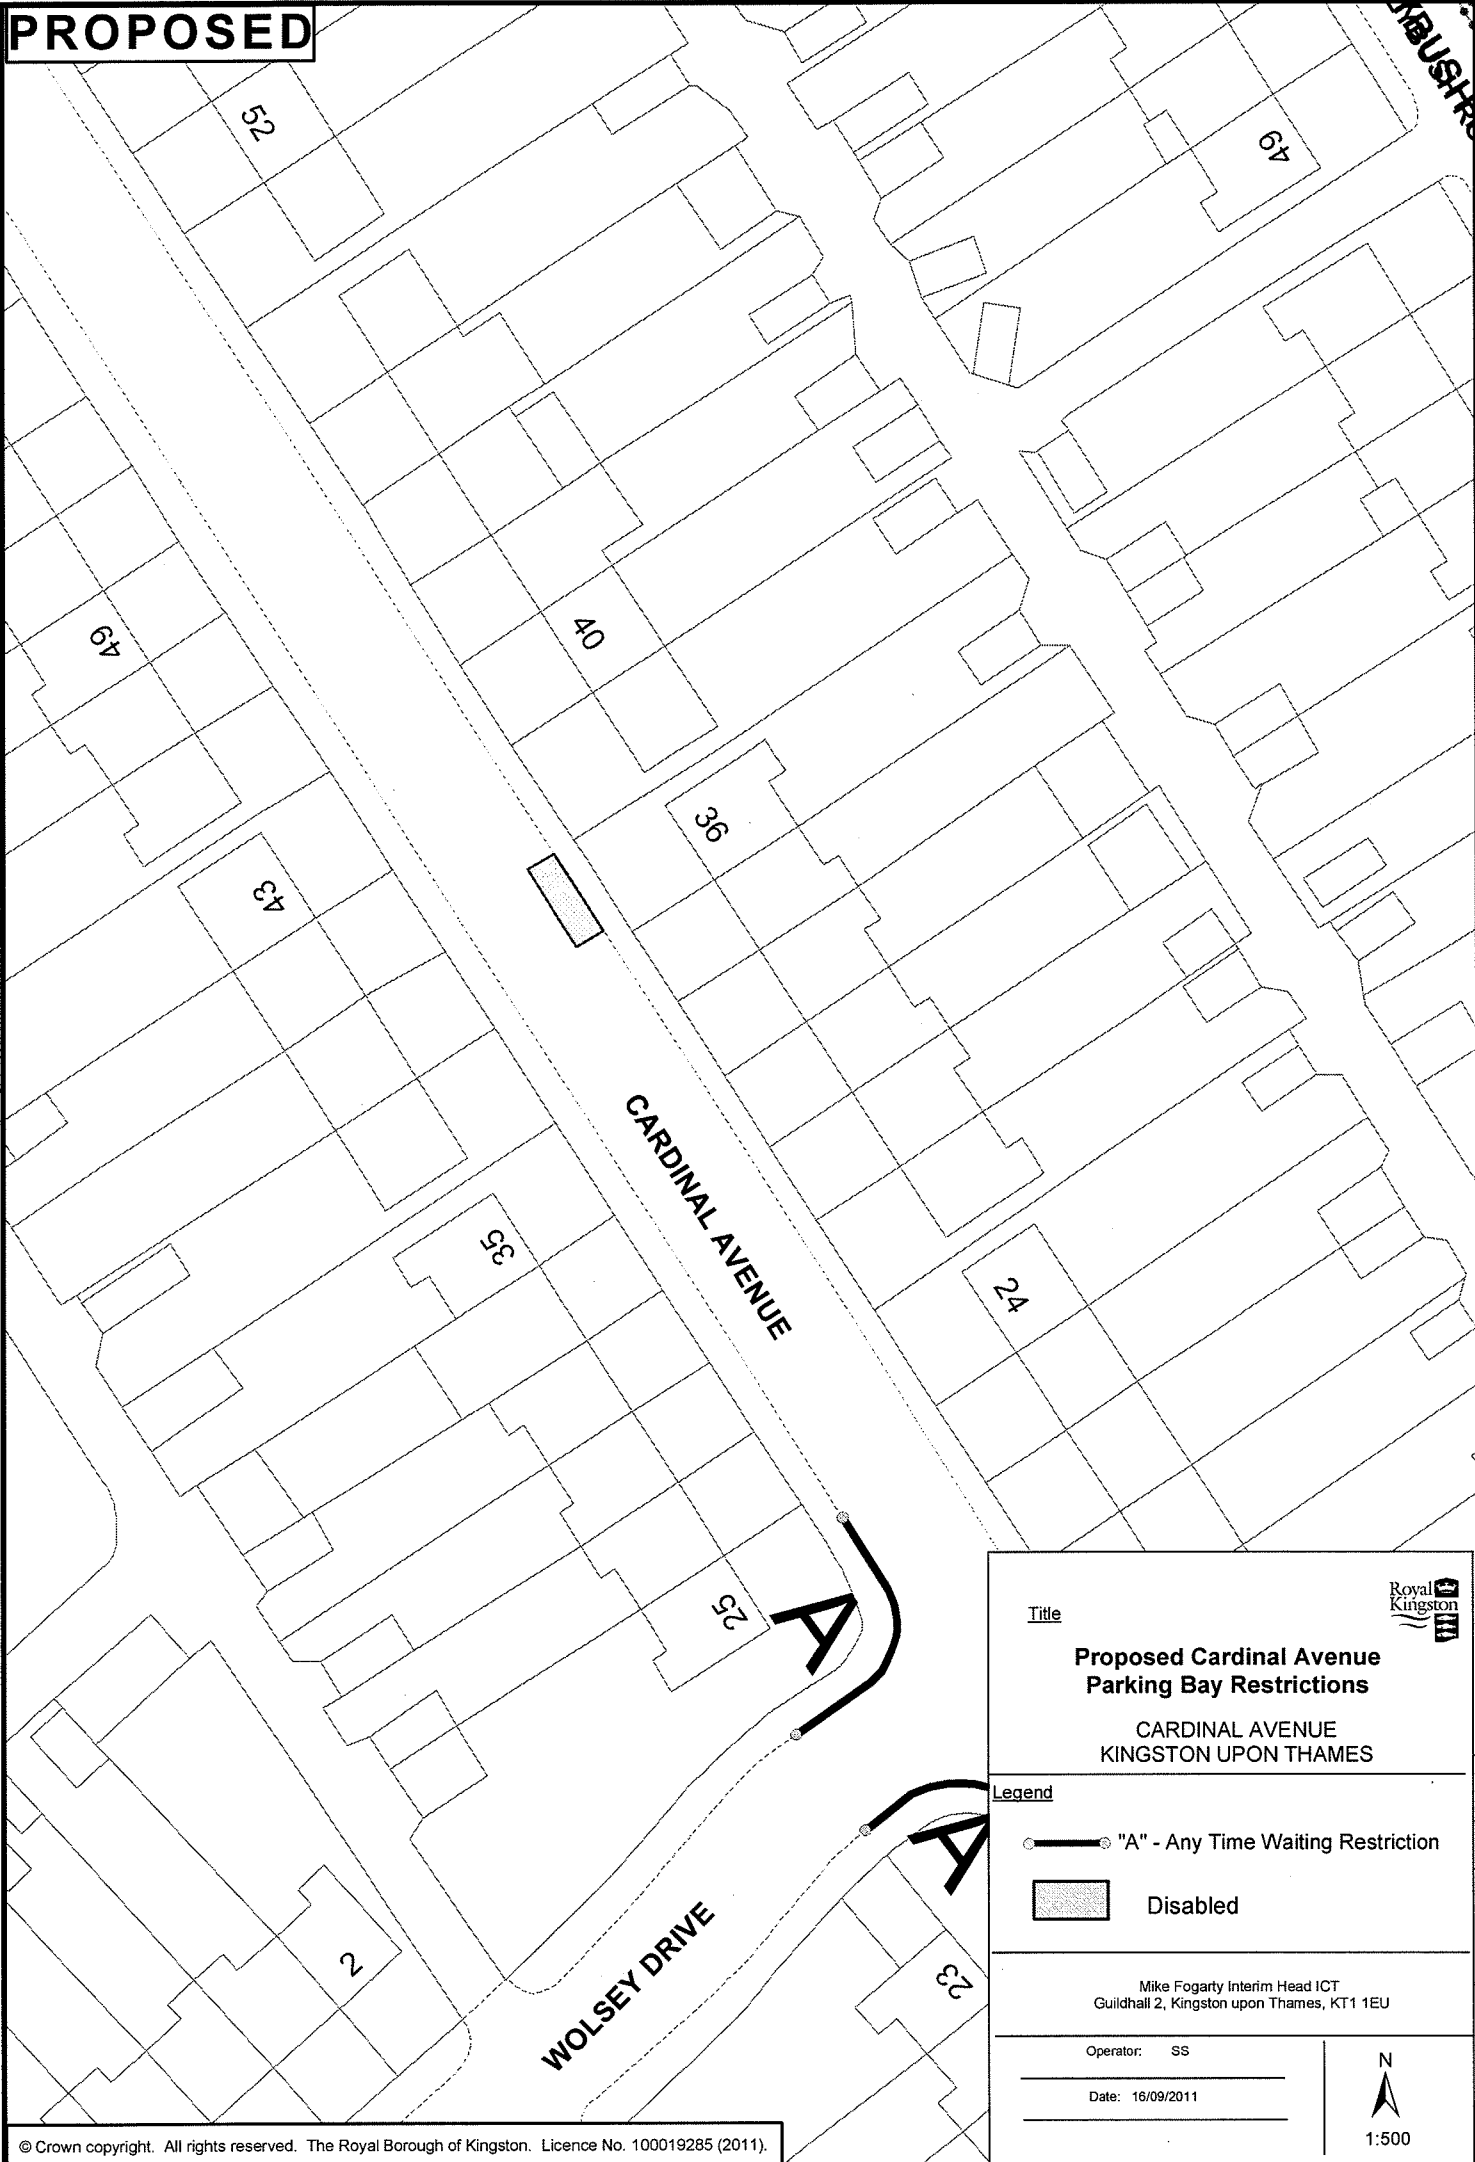 PROPOSED
52
49
49
40
36
43
CARDINAL AVENUE
35
24
25
A
A
WOLSEY DRIVE
2
23
Title
Royal
Kingston
Proposed Cardinal Avenue
Parking Bay Restrictions
CARDINAL AVENUE
KINGSTON UPON THAMES
Legend
"A" - Any Time Waiting Restriction
Disabled
Mike Fogarty Interim Head ICT
Guildhall 2, Kingston upon Thames, KT1 1EU
Operator: SS
Date: 16/09/2011
N
1:500
© Crown copyright. All rights reserved. The Royal Borough of Kingston. Licence No. 100019285 (2011).